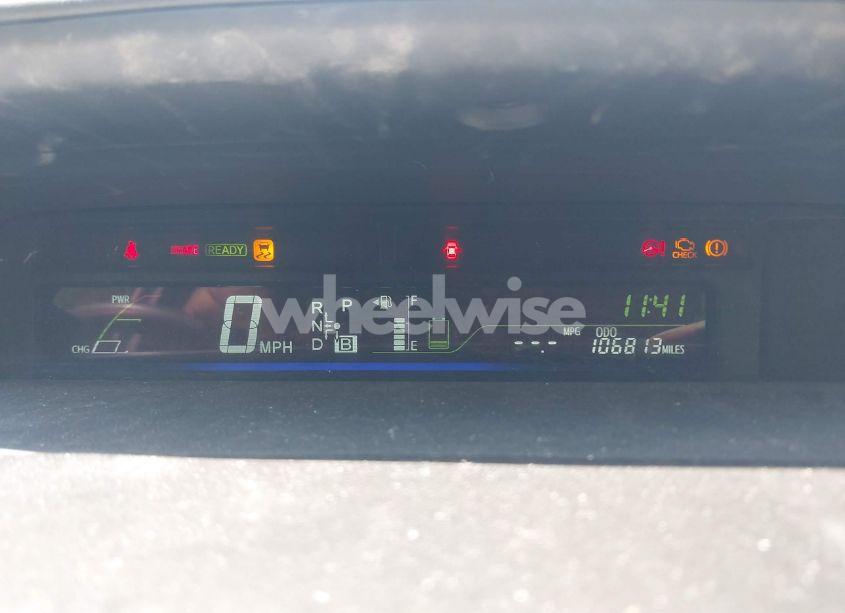 BRAKE READY
CHECK
wheelwise
PWR 0 MPH R P F 11:41
N
CHG D B E --.- MPG ODO 106813 MILES